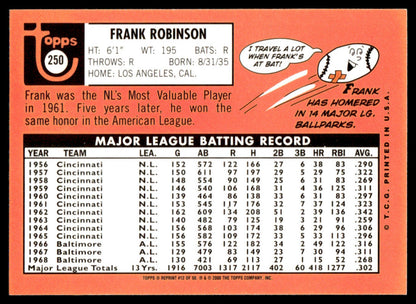 Topps
250
FRANK ROBINSON
HT: 6'1" WT: 195 BATS: R
THROWS: R BORN: 8/31/35
HOME: LOS ANGELES, CAL.
Frank was the NL's Most Valuable Player
in 1961. Five years later, he won the
same honor in the American League.
I TRAVEL A LOT
WHEN FRANK'S
AT BAT!
FRANK
HAS HOMERED
IN 14 MAJOR LG.
BALLPARKS.
MAJOR LEAGUE BATTING RECORD
YEAR TEAM LEA. G AB R H 2B 3B HR RBI AVG.
1956 Cincinnati N.L. 152 572 122 166 27 6 38 83 .290
1957 Cincinnati N.L. 150 611 97 197 29 5 29 75 .322
1958 Cincinnati N.L. 148 554 90 149 25 6 31 83 .269
1959 Cincinnati N.L. 146 540 106 168 31 4 36 125 .311
1960 Cincinnati N.L. 139 464 86 138 33 6 31 83 .297
1961 Cincinnati N.L. 153 545 117 176 32 7 37 124 .323
1962 Cincinnati N.L. 162 609 134 208 51 2 39 136 .342
1963 Cincinnati N.L. 140 482 79 125 19 3 21 91 .259
1964 Cincinnati N.L. 156 568 103 174 38 6 29 96 .306
1965 Cincinnati N.L. 156 582 109 172 33 5 33 113 .296
1966 Baltimore A.L. 155 576 122 182 34 2 49 122 .316
1967 Baltimore A.L. 129 479 83 149 23 7 30 94 .311
1968 Baltimore A.L. 130 421 69 113 27 1 15 52 .268
Major League Totals 13 Yrs. 1916 7003 1317 2117 402 60 418 1277 .302
© T.C.G. PRINTED IN U.S.A.
TOPPS ® REPRINT #12 OF 50. ® & © 2000 THE TOPPS COMPANY, INC.